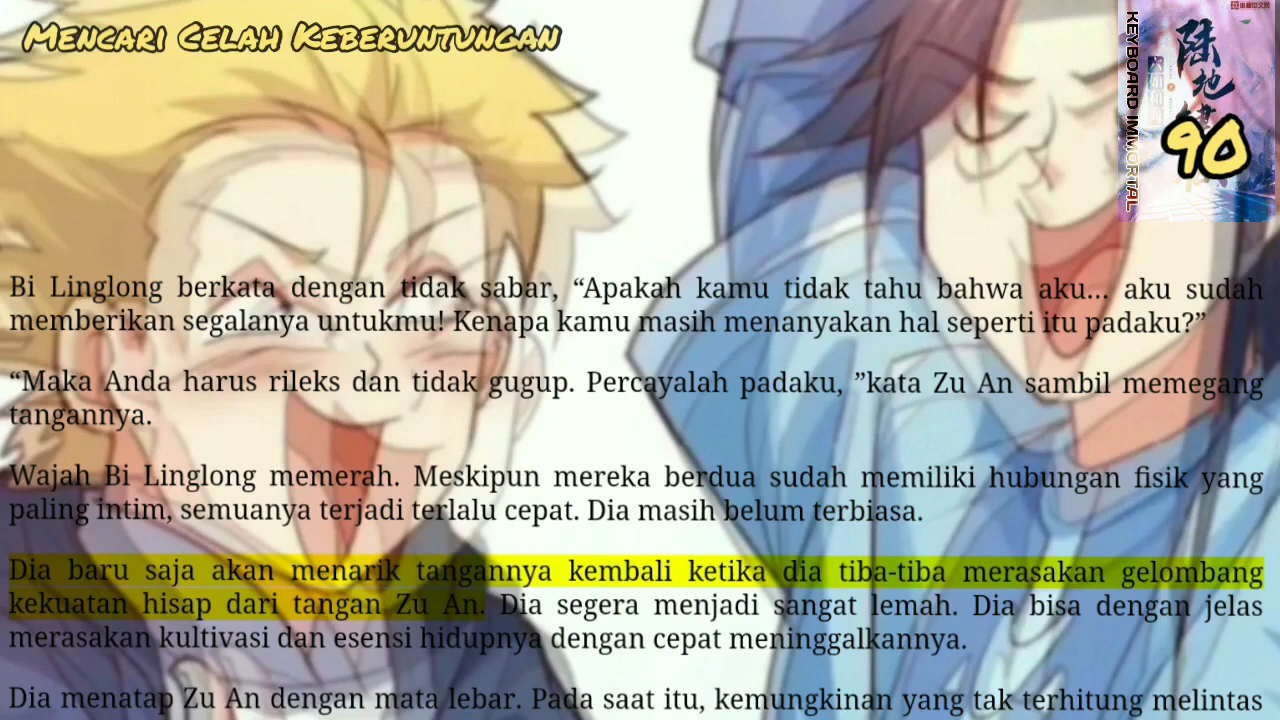 Mencari Celah Keberuntungan
KEYBOARD IMMORTAL
陆地
90
Bi Linglong berkata dengan tidak sabar, “Apakah kamu tidak tahu bahwa aku... aku sudah
memberikan segalanya untukmu! Kenapa kamu masih menanyakan hal seperti itu padaku?”
“Maka Anda harus rileks dan tidak gugup. Percayalah padaku, ”kata Zu An sambil memegang
tangannya.
Wajah Bi Linglong memerah. Meskipun mereka berdua sudah memiliki hubungan fisik yang
paling intim, semuanya terjadi terlalu cepat. Dia masih belum terbiasa.
Dia baru saja akan menarik tangannya kembali ketika dia tiba-tiba merasakan gelombang
kekuatan hisap dari tangan Zu An. Dia segera menjadi sangat lemah. Dia bisa dengan jelas
merasakan kultivasi dan esensi hidupnya dengan cepat meninggalkannya.
Dia menatap Zu An dengan mata lebar. Pada saat itu, kemungkinan yang tak terhitung melintas